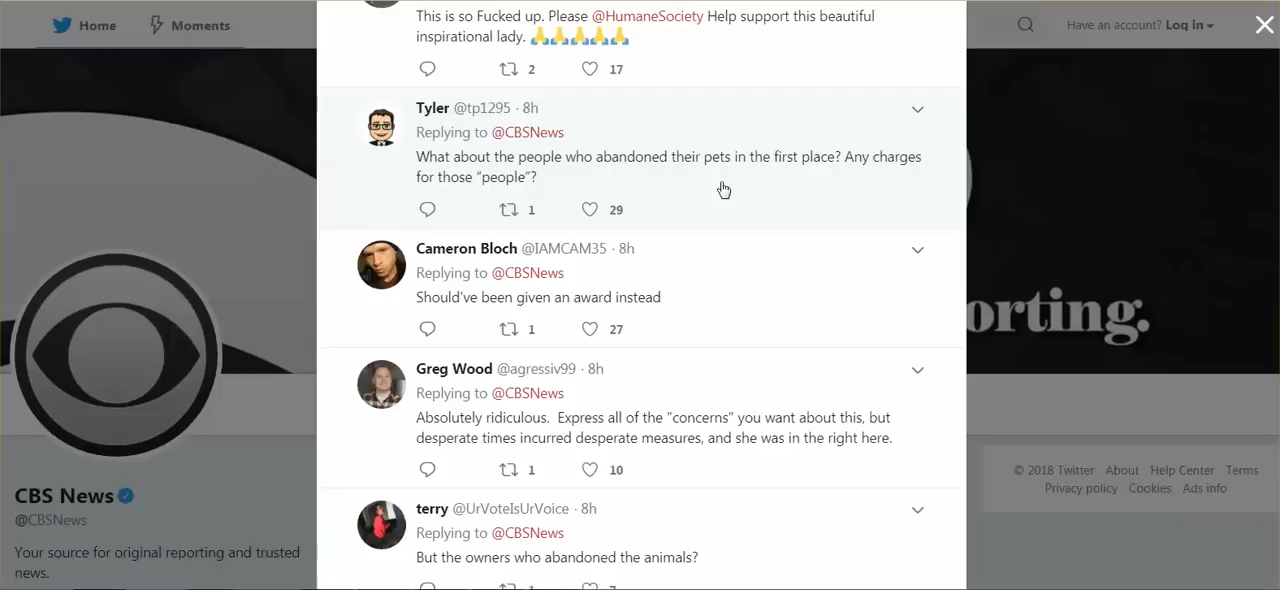 Home
Moments
Have an account? Log in
This is so Fucked up. Please @HumaneSociety Help support this beautiful
inspirational lady. 🙏🙏🙏🙏🙏
2
17
Tyler @tp1295 · 8h
Replying to @CBSNews
What about the people who abandoned their pets in the first place? Any charges
for those “people”?
1
29
Cameron Bloch @IAMCAM35 · 8h
Replying to @CBSNews
Should've been given an award instead
1
27
Greg Wood @agressiv99 · 8h
Replying to @CBSNews
Absolutely ridiculous.  Express all of the "concerns" you want about this, but
desperate times incurred desperate measures, and she was in the right here.
1
10
terry @UrVoteIsUrVoice · 8h
Replying to @CBSNews
But the owners who abandoned the animals?
CBS News
@CBSNews
Your source for original reporting and trusted
news.
orting.
© 2018 Twitter About Help Center Terms
Privacy policy Cookies Ads info